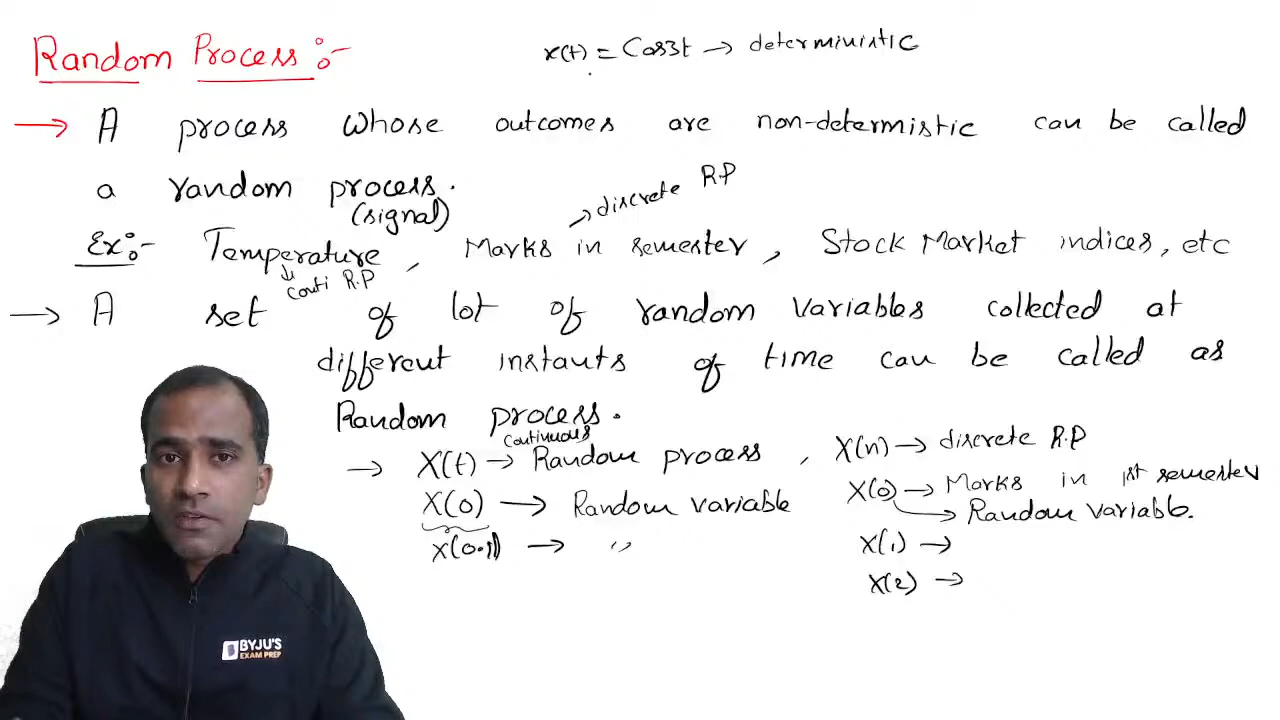 Random Process :-
x(t) = Cos3t → deterministic
→ A process whose outcomes are non-determistic can be called
a random process.
(signal)
→ discrete R.P
Ex:- Temperature, Marks in semester, Stock Market indices, etc
↓
Conti R.P
→ A set of lot of random variables collected at
different instants of time can be called as
Random process.
continuous
→ X(t) → Random process, X(n) → discrete R.P
X(0) → Random variable
X(0) → Marks in 1st semester
→ Random variable.
X(0.1) → ,,
X(1) →
X(2) →
BYJU'S
EXAM PREP